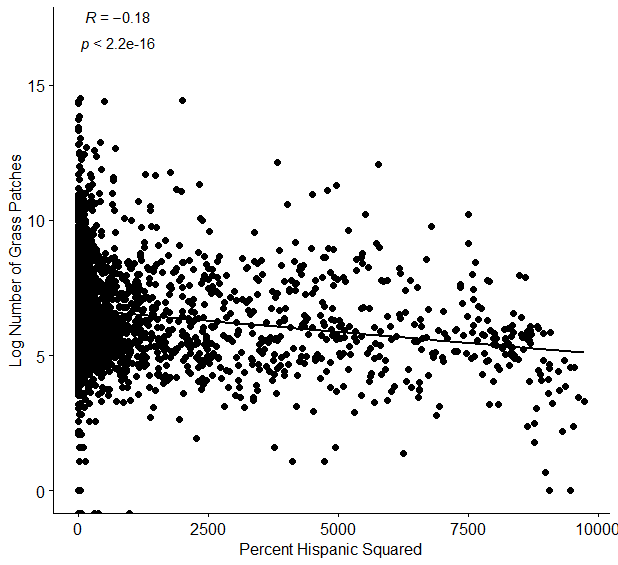 R = −0.18
p < 2.2e-16
Log Number of Grass Patches
15
10
5
0
0 2500 5000 7500 10000
Percent Hispanic Squared